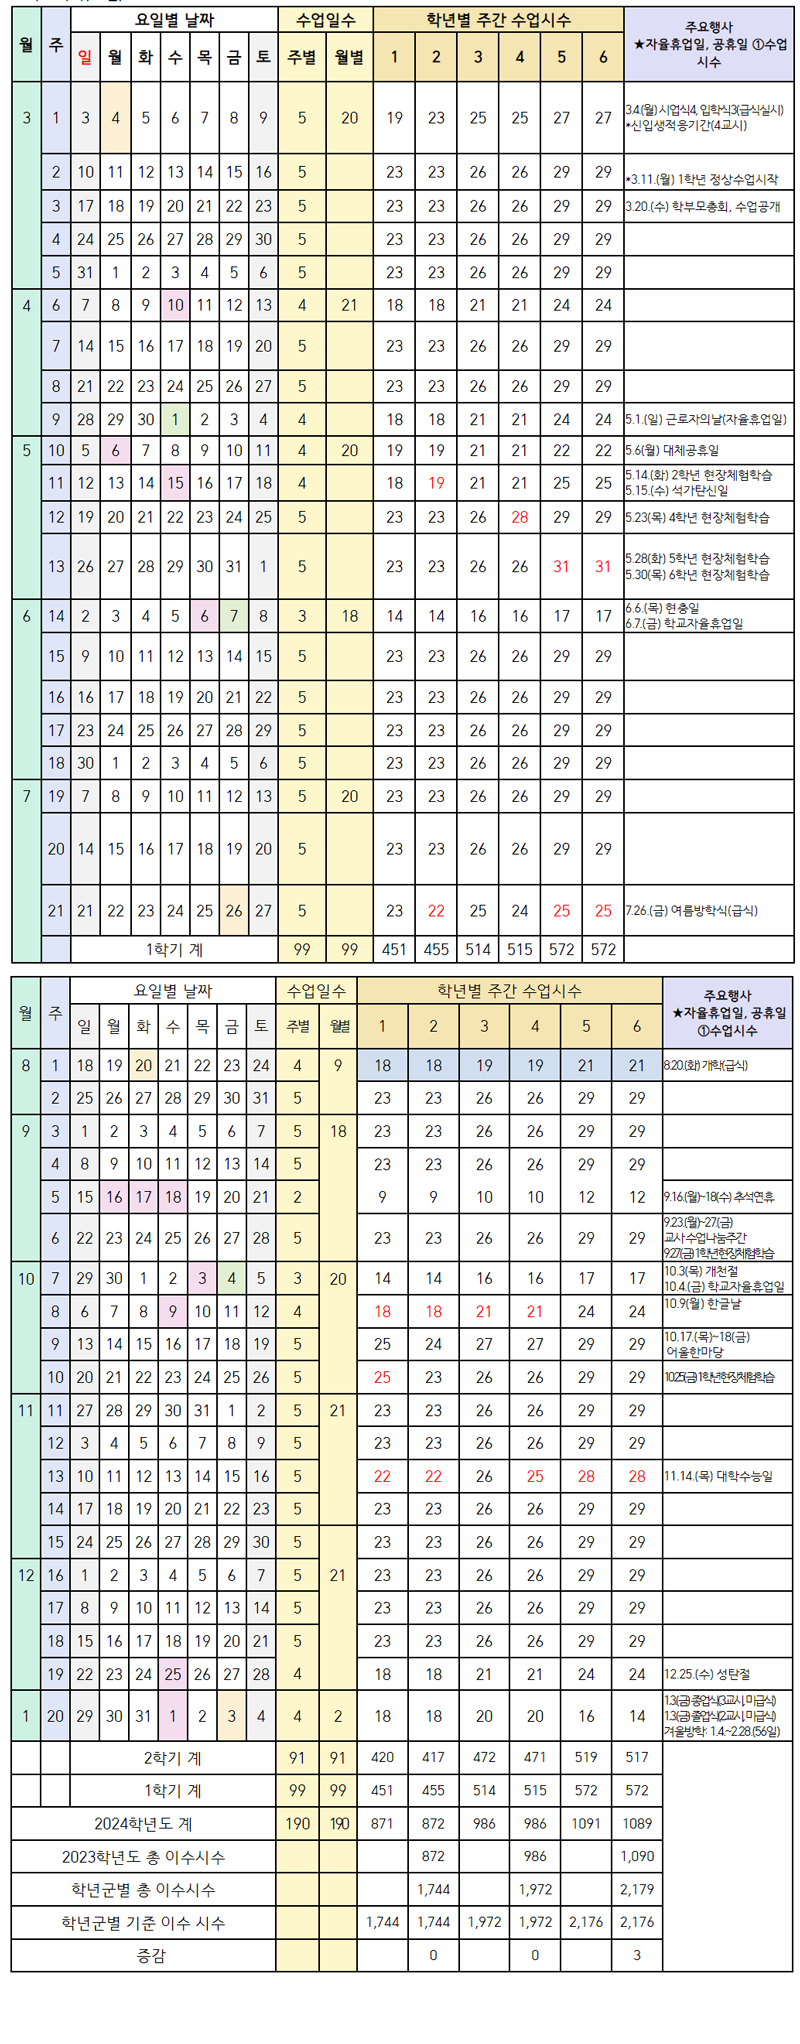 월 주 요일별 날짜 수업일수 학년별 주간 수업시수 주요행사
★자율휴업일, 공휴일 ①수업
시수
일 월 화 수 목 금 토 주별 월별 1 2 3 4 5 6
3 1 3 4 5 6 7 8 9 5 20 19 23 25 25 27 27 3.4.(월) 시업식4, 입학식3(급식실시)
*신입생적응기간(4교시)
2 10 11 12 13 14 15 16 5 23 23 26 26 29 29 *3.11.(월) 1학년 정상수업시작
3 17 18 19 20 21 22 23 5 23 23 26 26 29 29 3.20.(수) 학부모총회, 수업공개
4 24 25 26 27 28 29 30 5 23 23 26 26 29 29
5 31 1 2 3 4 5 6 5 23 23 26 26 29 29
4 6 7 8 9 10 11 12 13 4 21 18 18 21 21 24 24
7 14 15 16 17 18 19 20 5 23 23 26 26 29 29
8 21 22 23 24 25 26 27 5 23 23 26 26 29 29
9 28 29 30 1 2 3 4 4 18 18 21 21 24 24 5.1.(일) 근로자의날(자율휴업일)
5 10 5 6 7 8 9 10 11 4 20 19 19 21 21 22 22 5.6(월) 대체공휴일
11 12 13 14 15 16 17 18 4 18 19 21 21 25 25 5.14.(화) 2학년 현장체험학습
5.15.(수) 석가탄신일
12 19 20 21 22 23 24 25 5 23 23 26 28 29 29 5.23(목) 4학년 현장체험학습
13 26 27 28 29 30 31 1 5 23 23 26 26 31 31 5.28(화) 5학년 현장체험학습
5.30(목) 6학년 현장체험학습
6 14 2 3 4 5 6 7 8 3 18 14 14 16 16 17 17 6.6.(목) 현충일
6.7.(금) 학교자율휴업일
15 9 10 11 12 13 14 15 5 23 23 26 26 29 29
16 16 17 18 19 20 21 22 5 23 23 26 26 29 29
17 23 24 25 26 27 28 29 5 23 23 26 26 29 29
18 30 1 2 3 4 5 6 5 23 23 26 26 29 29
7 19 7 8 9 10 11 12 13 5 20 23 23 26 26 29 29
20 14 15 16 17 18 19 20 5 23 23 26 26 29 29
21 21 22 23 24 25 26 27 5 23 22 25 24 25 25 7.26.(금) 여름방학식(급식)
1학기 계 99 99 451 455 514 515 572 572
월 주 요일별 날짜 수업일수 학년별 주간 수업시수 주요행사
★자율휴업일, 공휴일
①수업시수
일 월 화 수 목 금 토 주별 월별 1 2 3 4 5 6
8 1 18 19 20 21 22 23 24 4 9 18 18 19 19 21 21 8.20.(화) 개학(급식)
2 25 26 27 28 29 30 31 5 23 23 26 26 29 29
9 3 1 2 3 4 5 6 7 5 18 23 23 26 26 29 29
4 8 9 10 11 12 13 14 5 23 23 26 26 29 29
5 15 16 17 18 19 20 21 2 9 9 10 10 12 12 9.16.(월)~18(수) 추석연휴
6 22 23 24 25 26 27 28 5 23 23 26 26 29 29 9.23.(월)~27.(금)
교사 수업나눔주간
9.27(금) 1학년현장체험학습
10 7 29 30 1 2 3 4 5 3 20 14 14 16 16 17 17 10.3(목) 개천절
10.4.(금) 학교자율휴업일
8 6 7 8 9 10 11 12 4 18 18 21 21 24 24 10.9(월) 한글날
9 13 14 15 16 17 18 19 5 25 24 27 27 29 29 10.17.(목)~18(금)
어울한마당
10 20 21 22 23 24 25 26 5 25 23 26 26 29 29 10.25(금) 1학년현장체험학습
11 11 27 28 29 30 31 1 2 5 21 23 23 26 26 29 29
12 3 4 5 6 7 8 9 5 23 23 26 26 29 29
13 10 11 12 13 14 15 16 5 22 22 26 25 28 28 11.14.(목) 대학수능일
14 17 18 19 20 21 22 23 5 23 23 26 26 29 29
15 24 25 26 27 28 29 30 5 23 23 26 26 29 29
12 16 1 2 3 4 5 6 7 5 21 23 23 26 26 29 29
17 8 9 10 11 12 13 14 5 23 23 26 26 29 29
18 15 16 17 18 19 20 21 5 23 23 26 26 29 29
19 22 23 24 25 26 27 28 4 18 18 21 21 24 24 12.25.(수) 성탄절
1 20 29 30 31 1 2 3 4 4 2 18 18 20 20 16 14 1.3(금) 종업식(3교시, 미급식)
1.3(금) 졸업식(2교시, 미급식)
겨울방학: 1.4.~2.28.(56일)
2학기 계 91 91 420 417 472 471 519 517
1학기 계 99 99 451 455 514 515 572 572
2024학년도 계 190 190 871 872 986 986 1091 1089
2023학년도 총 이수시수 872 986 1,090
학년군별 총 이수시수 1,744 1,972 2,179
학년군별 기준 이수 시수 1,744 1,744 1,972 1,972 2,176 2,176
증감 0 0 3